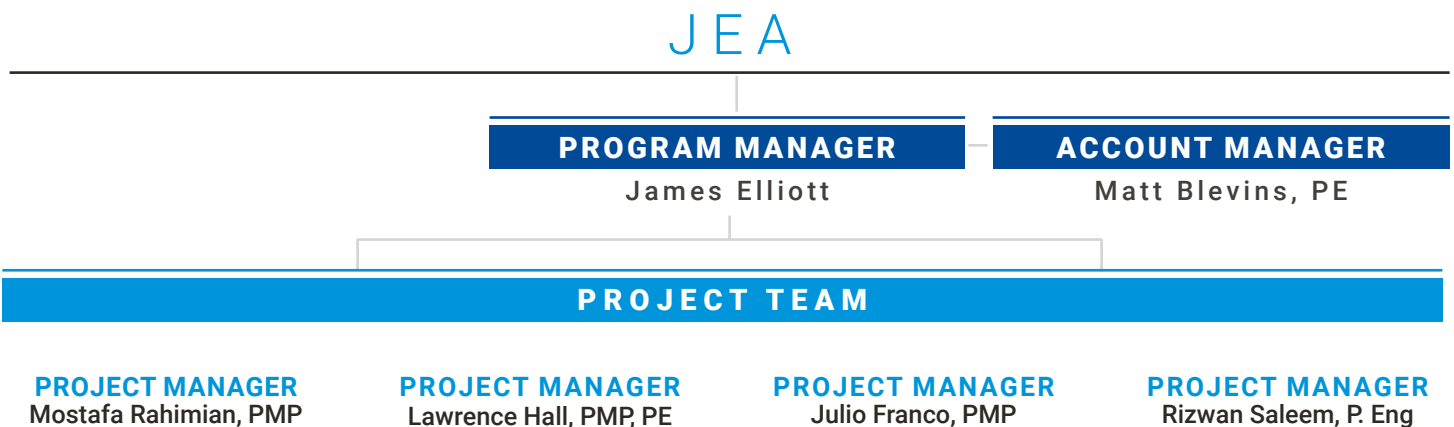 JEA
PROGRAM MANAGER
James Elliott
ACCOUNT MANAGER
Matt Blevins, PE
PROJECT TEAM
PROJECT MANAGER
Mostafa Rahimian, PMP
PROJECT MANAGER
Lawrence Hall, PMP, PE
PROJECT MANAGER
Julio Franco, PMP
PROJECT MANAGER
Rizwan Saleem, P. Eng